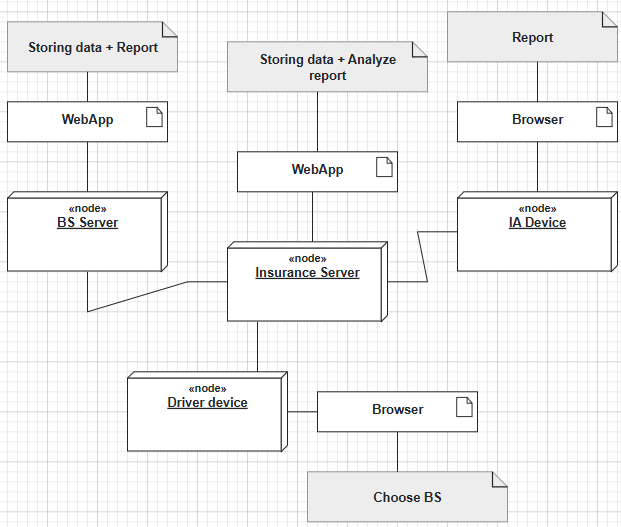 Storing data + Report
WebApp
«node»
BS Server
Storing data + Analyze
report
WebApp
«node»
Insurance Server
Report
Browser
«node»
IA Device
«node»
Driver device
Browser
Choose BS